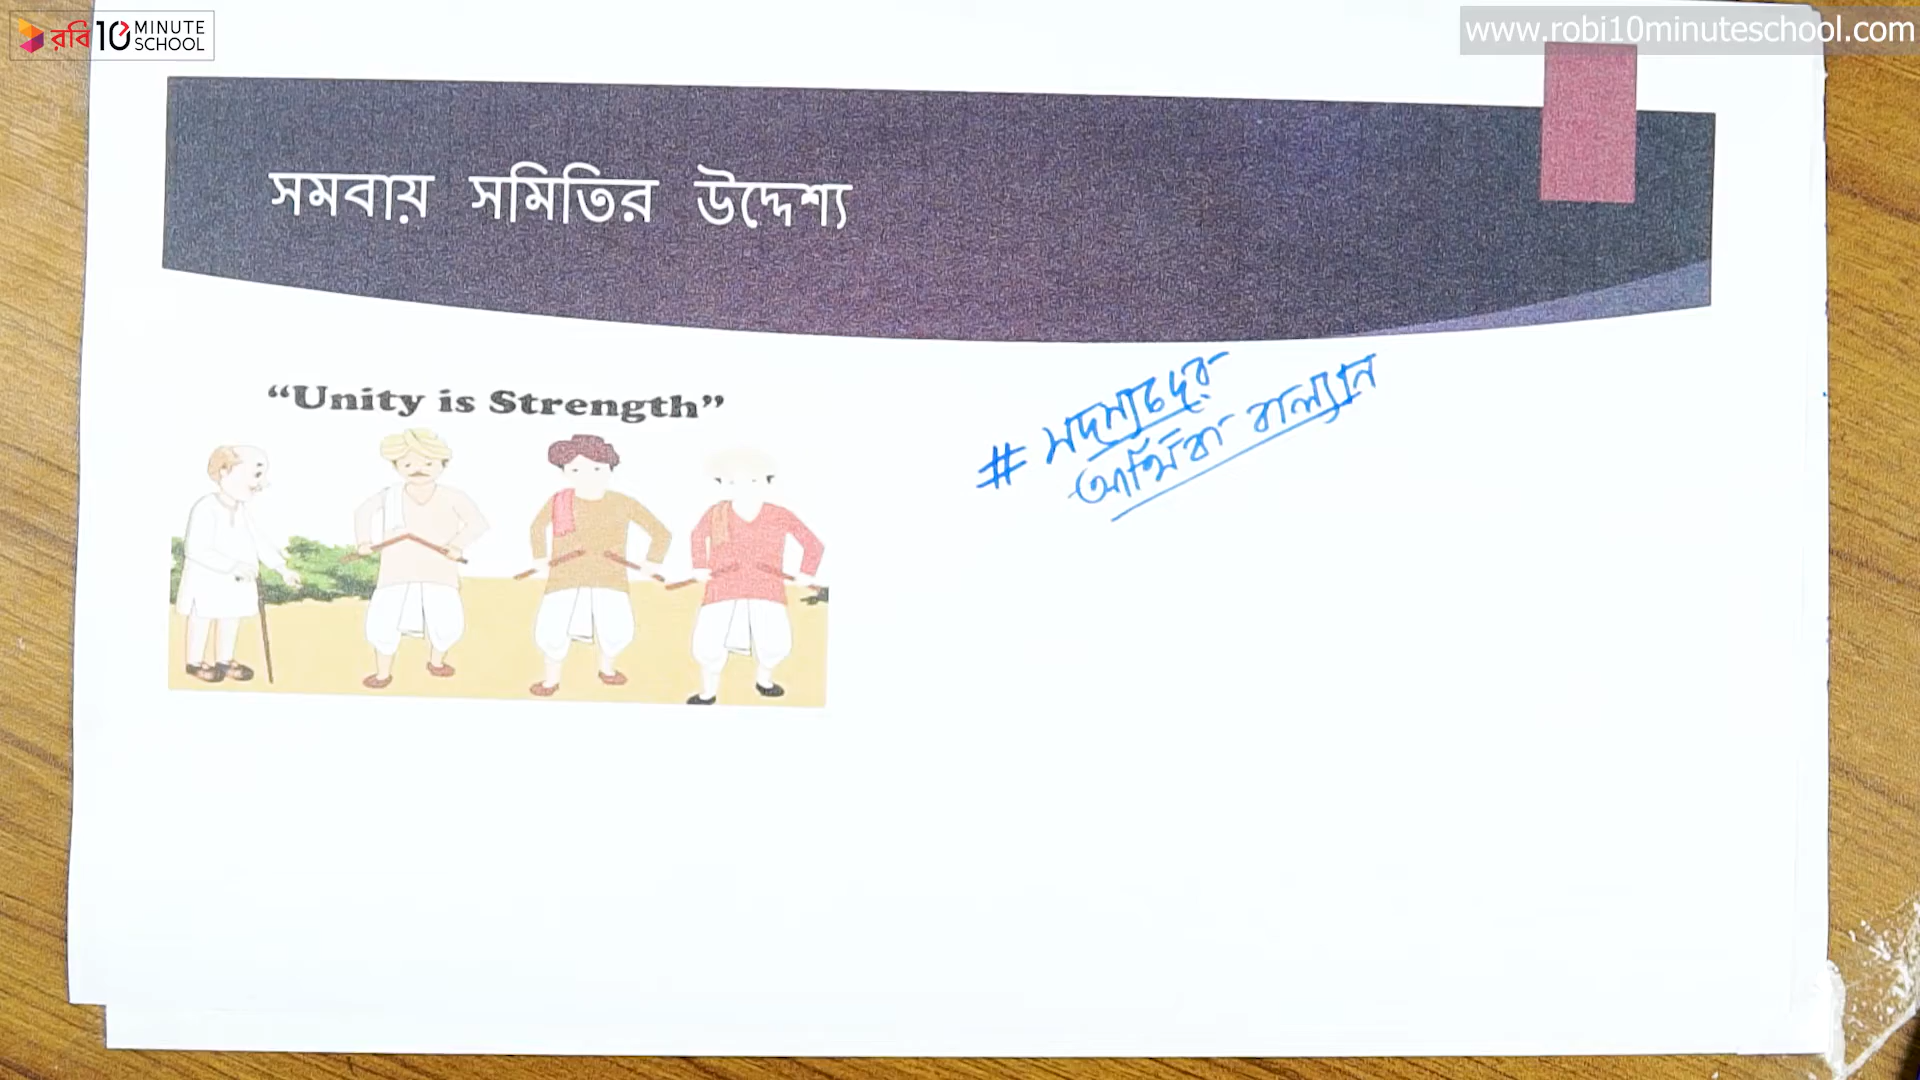 রবি 10 MINUTE SCHOOL
www.robi10minuteschool.com
সমবায় সমিতির উদ্দেশ্য
“Unity is Strength”
# সদস্যদের
আর্থিক কল্যান